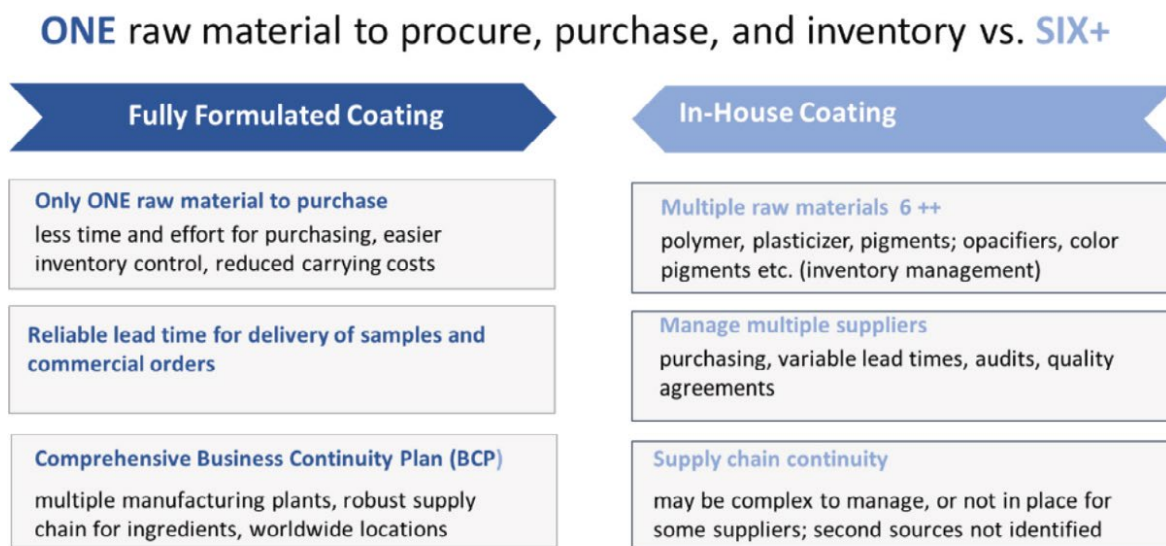 ONE raw material to procure, purchase, and inventory vs. SIX+
Fully Formulated Coating
Only ONE raw material to purchase
less time and effort for purchasing, easier
inventory control, reduced carrying costs
Reliable lead time for delivery of samples and
commercial orders
Comprehensive Business Continuity Plan (BCP)
multiple manufacturing plants, robust supply
chain for ingredients, worldwide locations
In-House Coating
Multiple raw materials 6 ++
polymer, plasticizer, pigments; opacifiers, color
pigments etc. (inventory management)
Manage multiple suppliers
purchasing, variable lead times, audits, quality
agreements
Supply chain continuity
may be complex to manage, or not in place for
some suppliers; second sources not identified